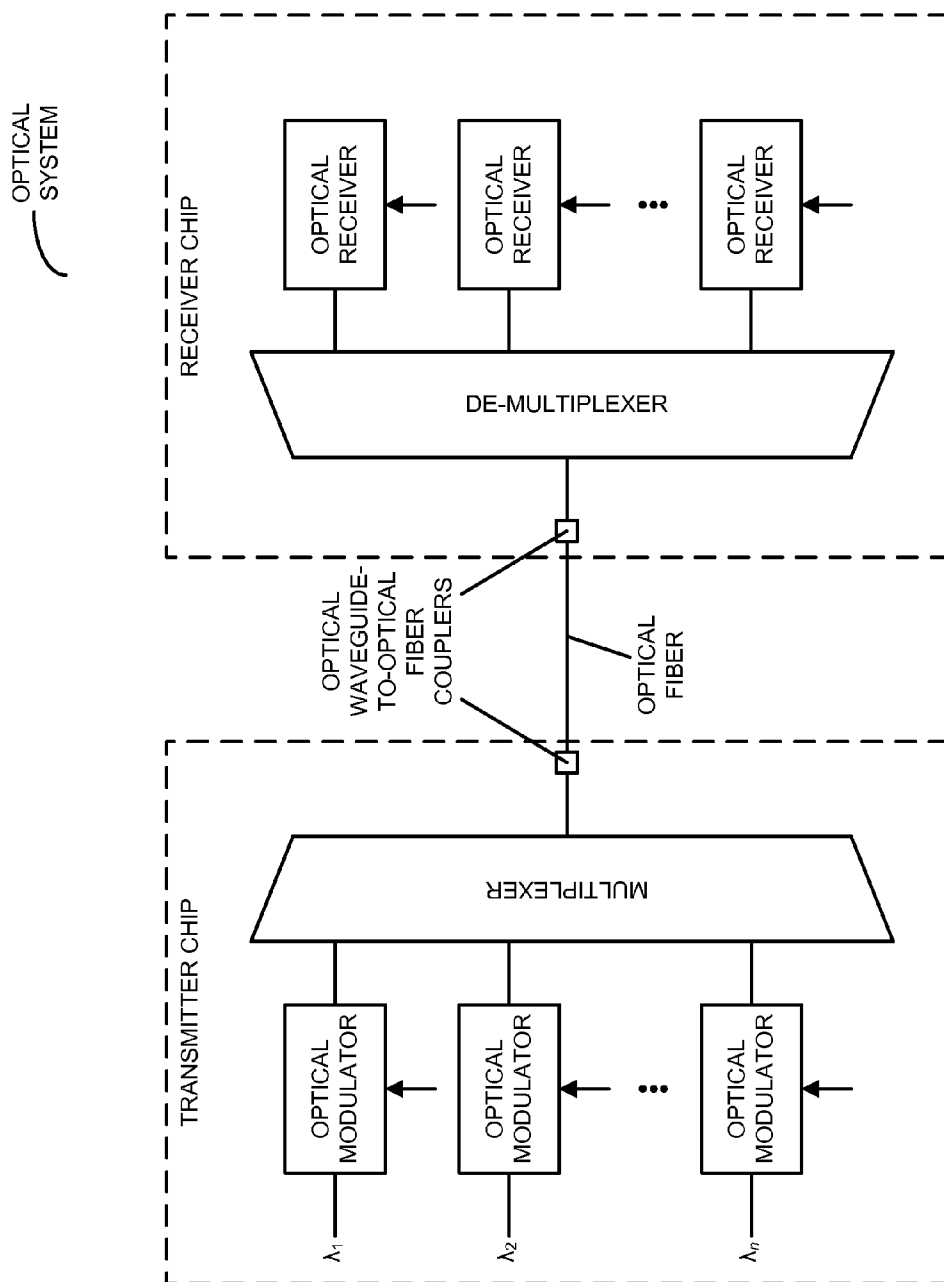 OPTICAL
SYSTEM
TRANSMITTER CHIP
RECEIVER CHIP
λ1
OPTICAL
MODULATOR
OPTICAL
WAVEGUIDE-
TO-OPTICAL
FIBER
COUPLERS
OPTICAL
RECEIVER
λ2
OPTICAL
MODULATOR
MULTIPLEXER
DE-MULTIPLEXER
OPTICAL
RECEIVER
OPTICAL
FIBER
λn
OPTICAL
MODULATOR
OPTICAL
RECEIVER